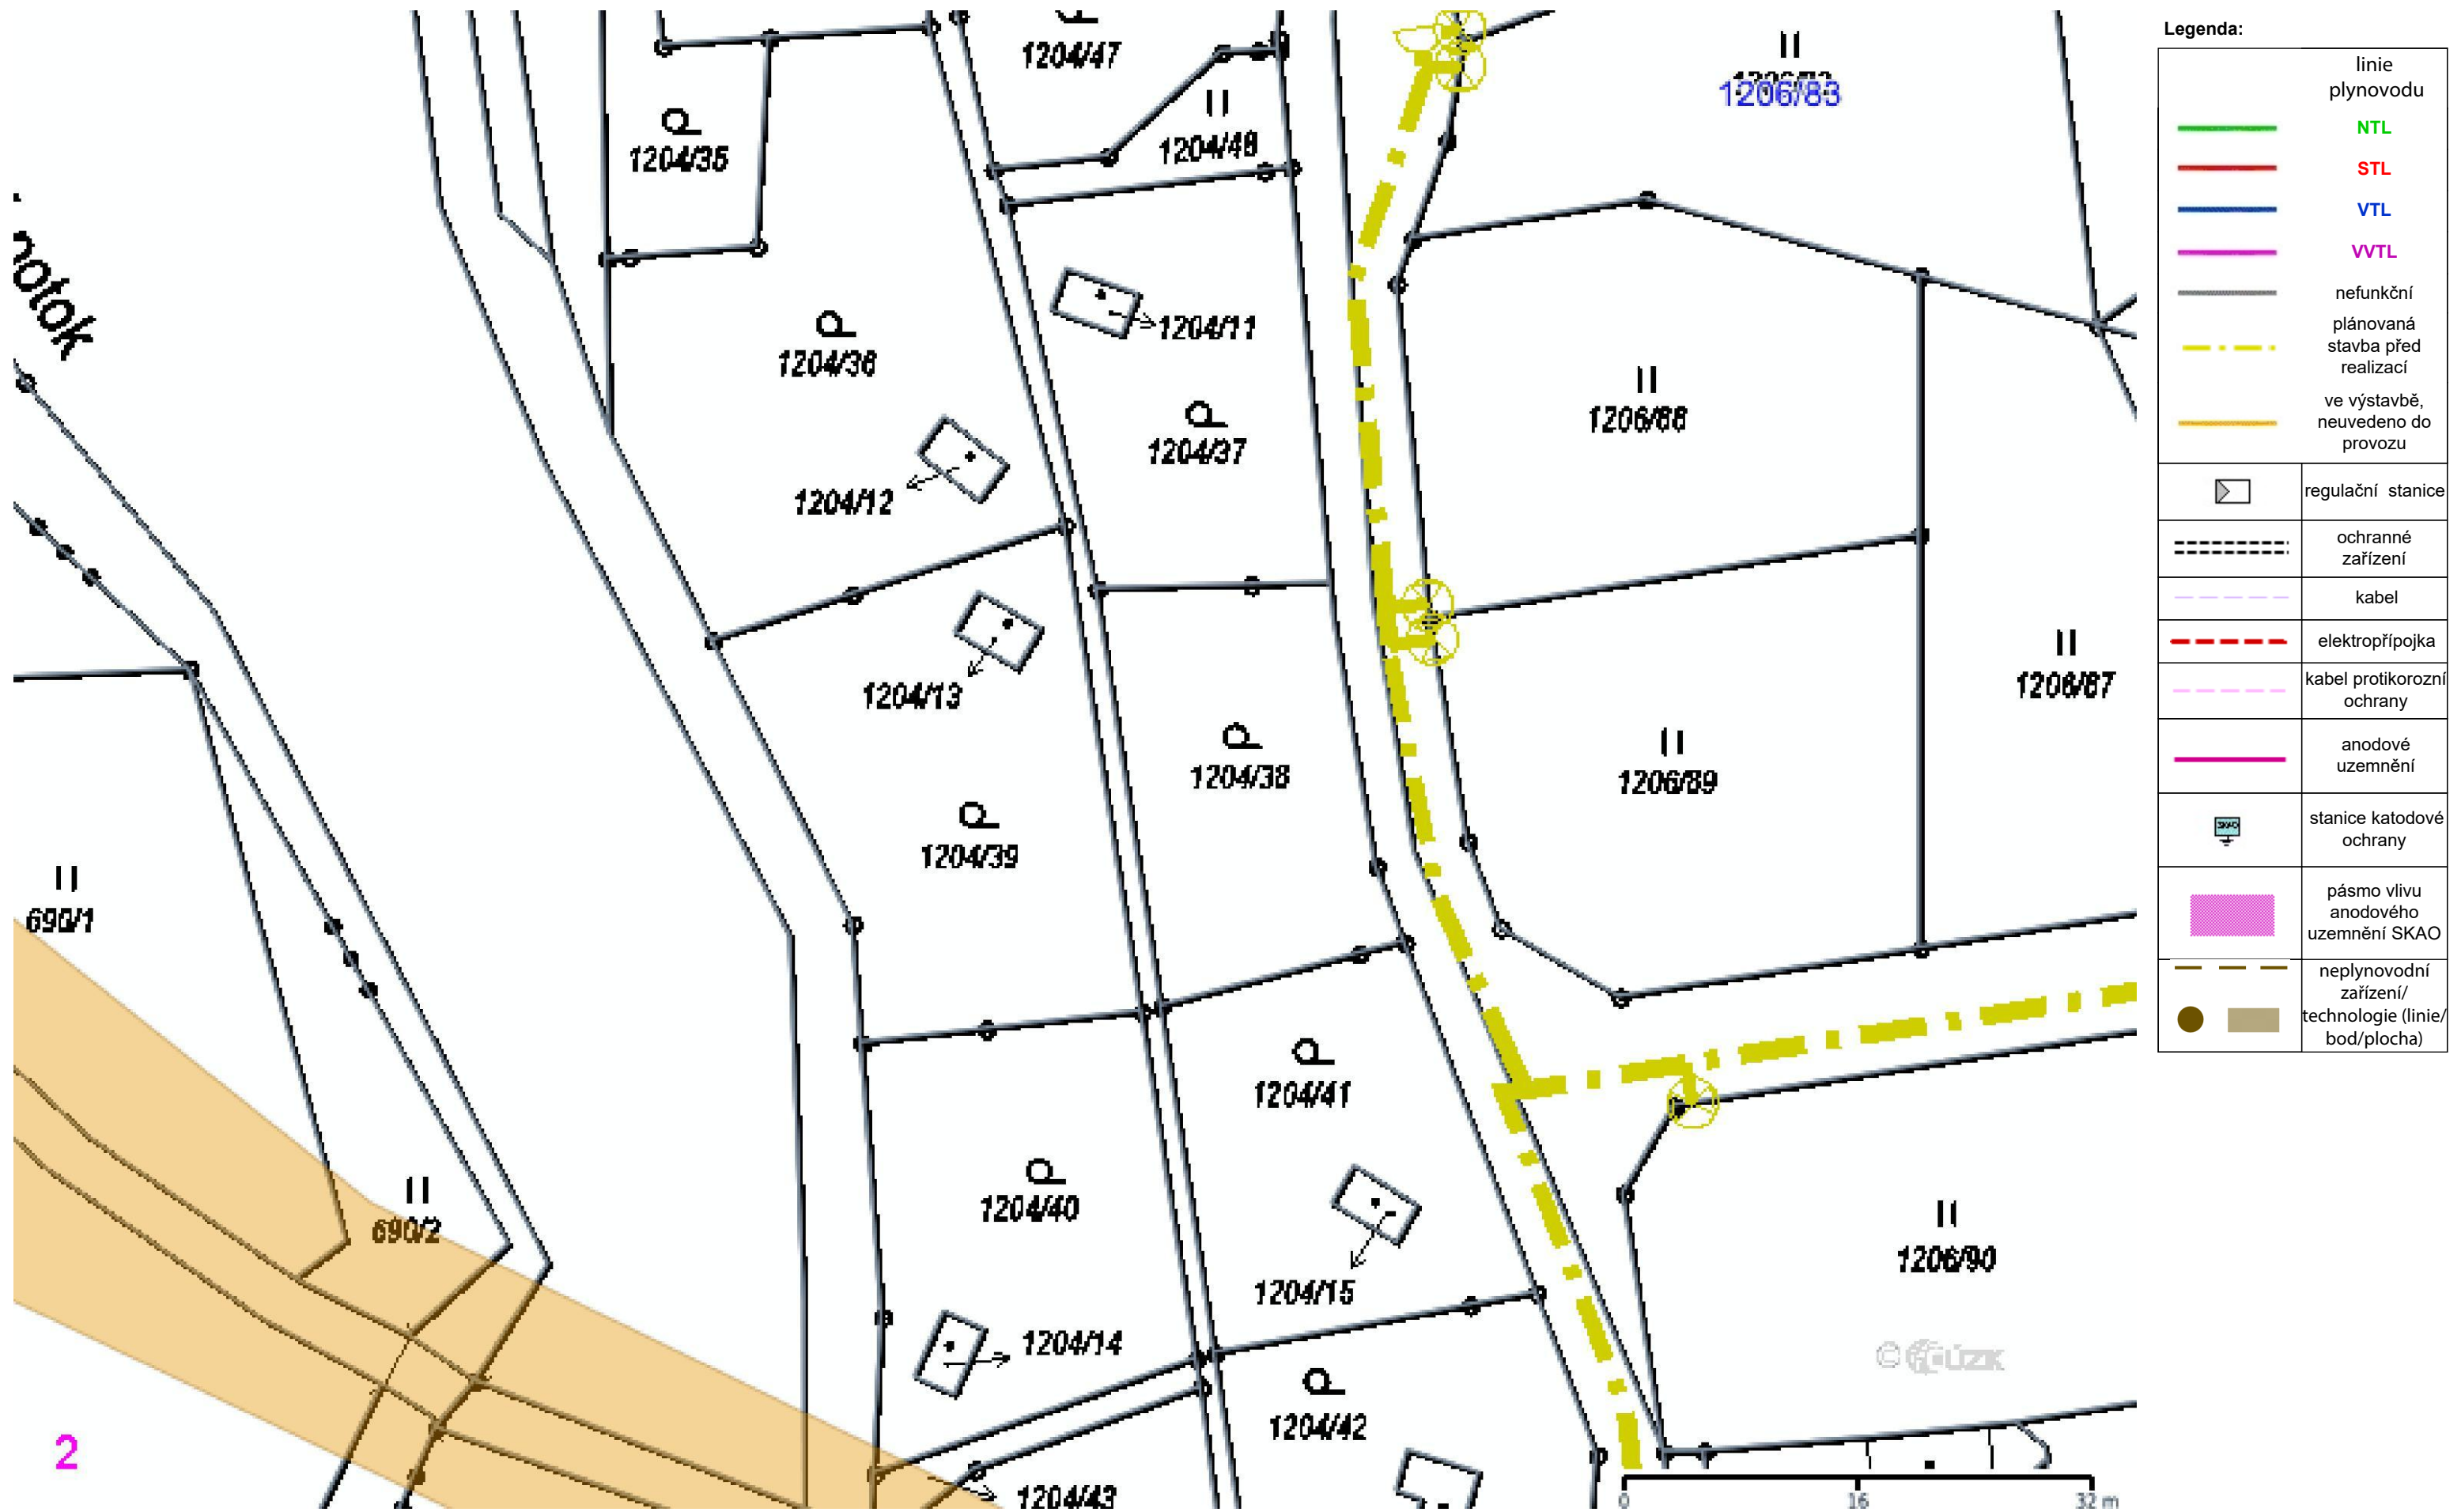 1204/47
1206/83
1204/35
1204/48
potok
1204/11
1204/36
1206/88
1204/37
1204/12
1204/13
1206/87
1204/38
1206/89
1204/39
690/1
1204/41
1204/40
690/2
1206/90
1204/15
1204/14
1204/42
2
1204/43
© ČÚZK
0 16 32 m
Legenda:
linie
plynovodu
NTL
STL
VTL
VVTL
nefunkční
plánovaná
stavba před
realizací
ve výstavbě,
neuvedeno do
provozu
regulační stanice
ochranné
zařízení
kabel
elektropřípojka
kabel protikorozní
ochrany
anodové
uzemnění
SKAO
stanice katodové
ochrany
pásmo vlivu
anodového
uzemnění SKAO
neplynovodní
zařízení/
technologie (linie/
bod/plocha)